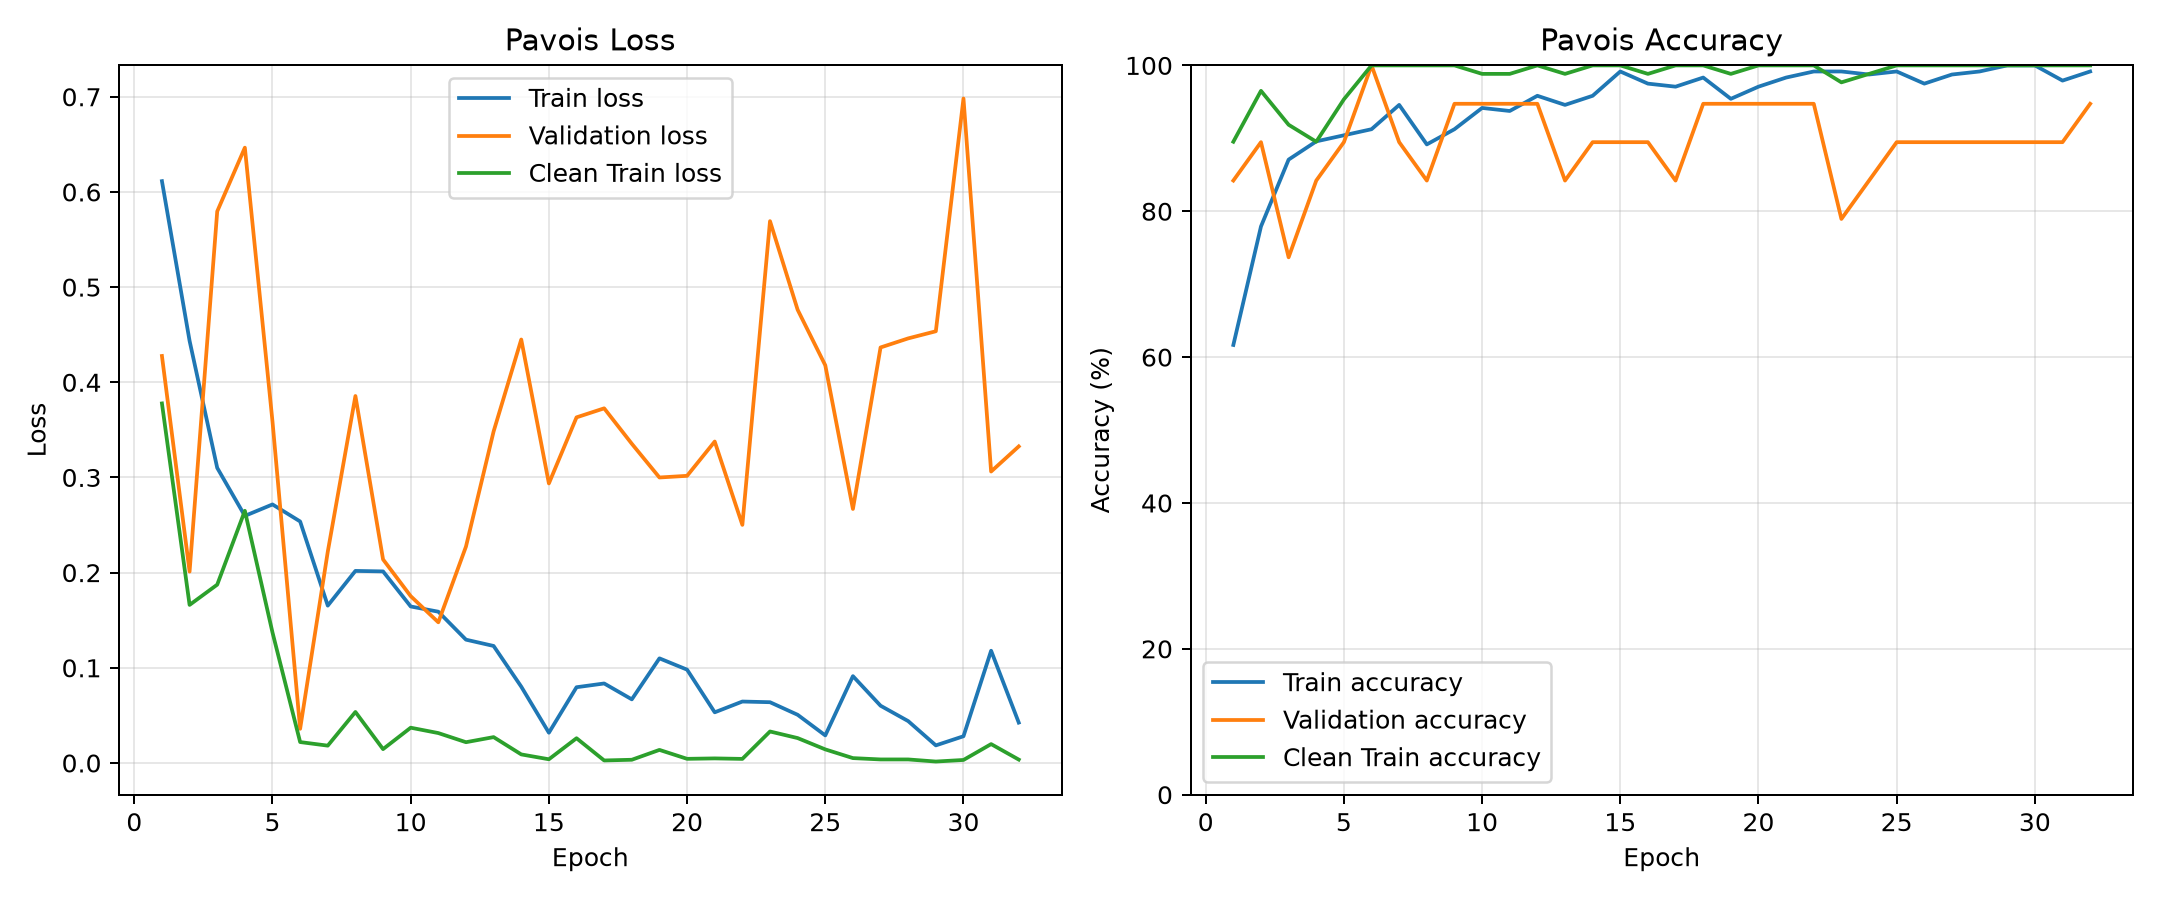 Pavois Loss
Train loss
Validation loss
Clean Train loss
0.7
0.6
0.5
0.4
0.3
0.2
0.1
0.0
Loss
0 5 10 15 20 25 30
Epoch
Pavois Accuracy
100
80
60
40
20
0
Accuracy (%)
Train accuracy
Validation accuracy
Clean Train accuracy
0 5 10 15 20 25 30
Epoch